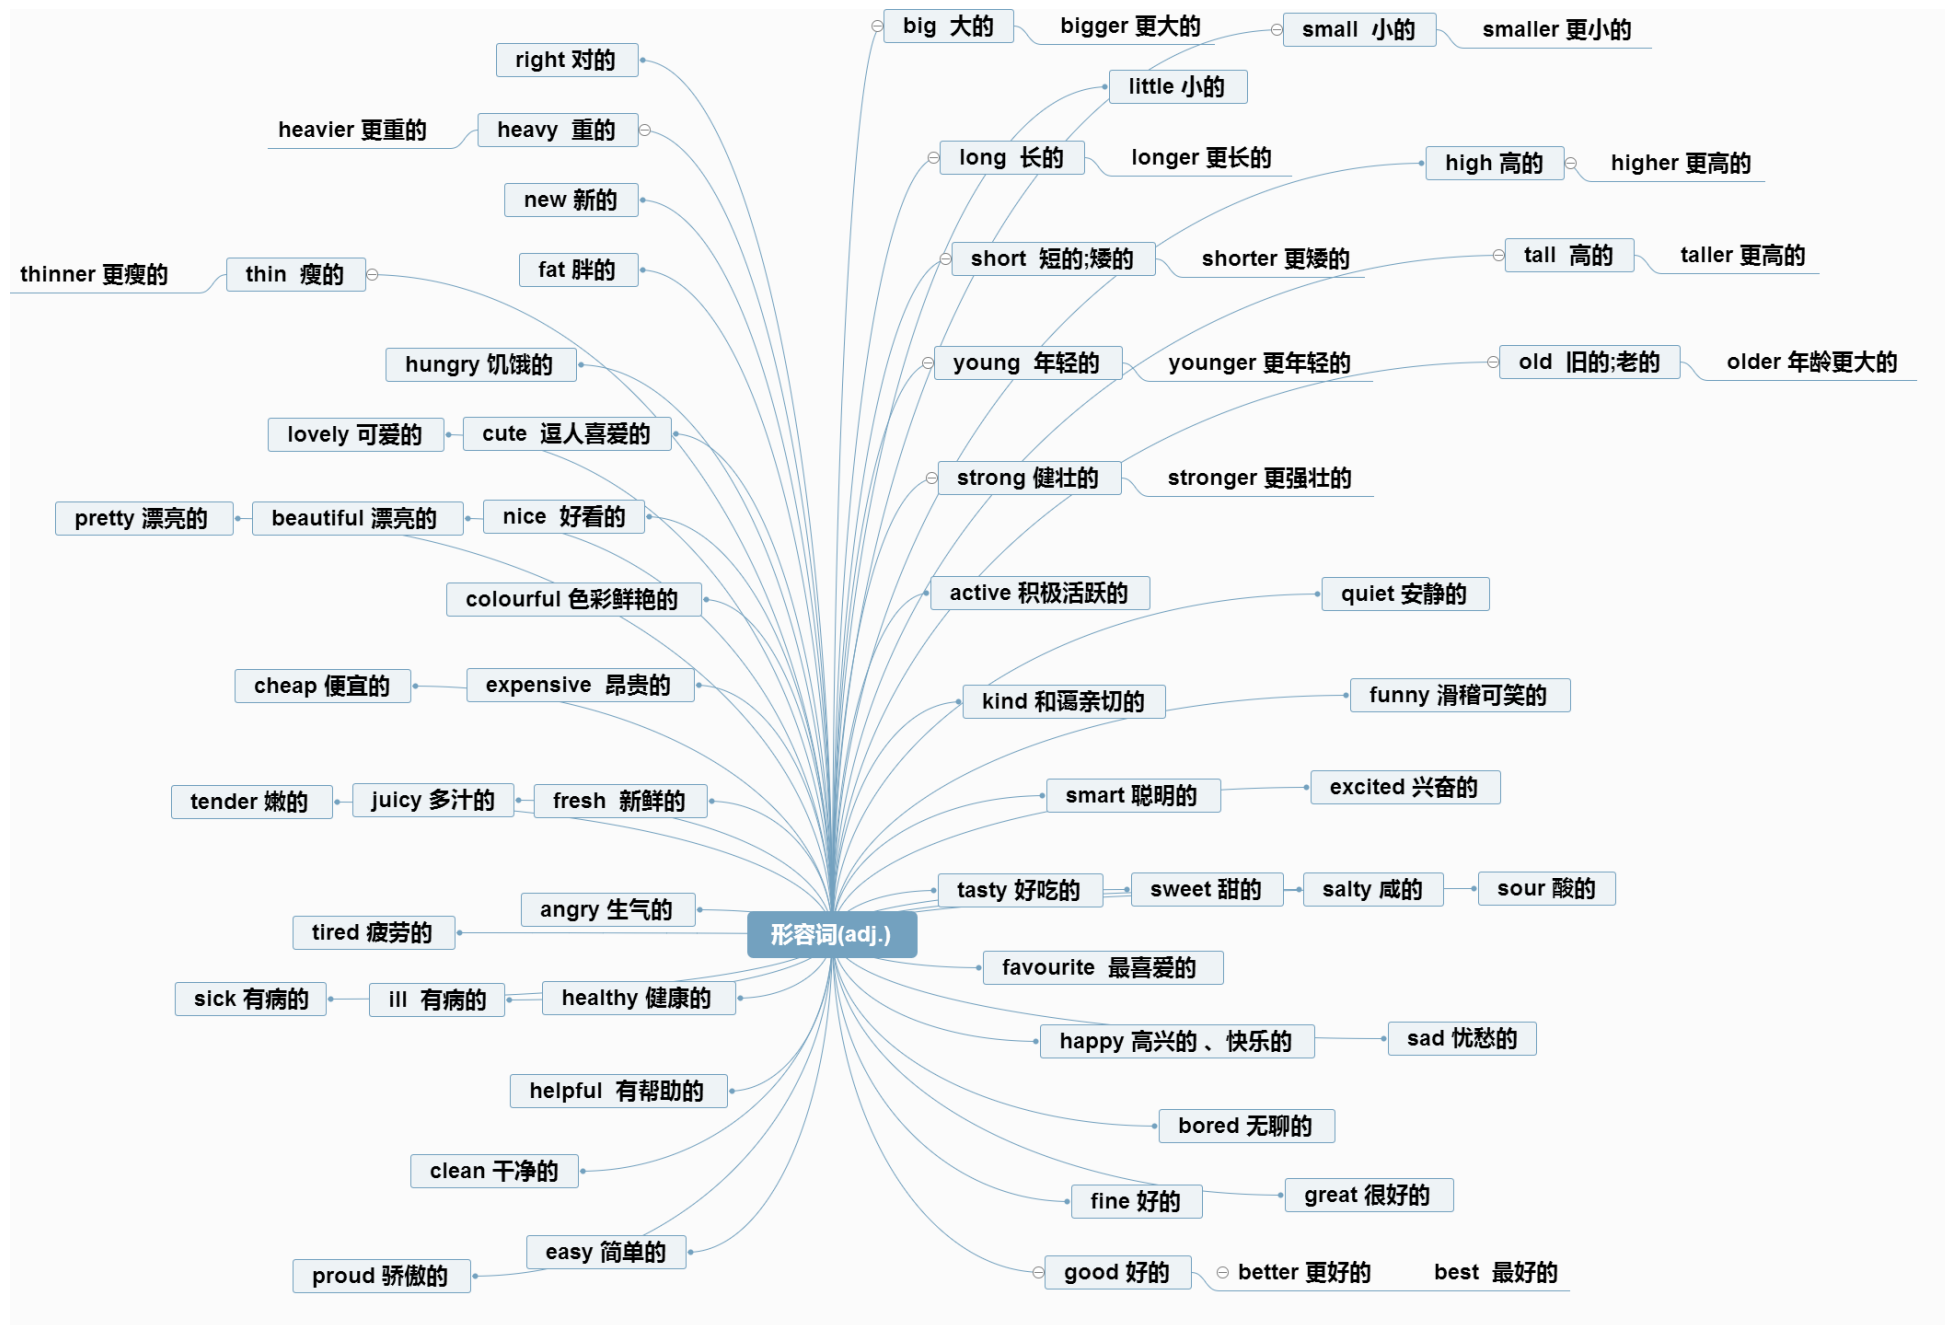 big 大的
bigger 更大的
small 小的
smaller 更小的
right 对的
little 小的
heavier 更重的
heavy 重的
long 长的
longer 更长的
high 高的
higher 更高的
new 新的
thinner 更瘦的
thin 瘦的
fat 胖的
short 短的;矮的
shorter 更矮的
tall 高的
taller 更高的
hungry 饥饿的
young 年轻的
younger 更年轻的
old 旧的;老的
older 年龄更大的
lovely 可爱的
cute 逗人喜爱的
strong 健壮的
stronger 更强壮的
pretty 漂亮的
beautiful 漂亮的
nice 好看的
colourful 色彩鲜艳的
active 积极活跃的
quiet 安静的
cheap 便宜的
expensive 昂贵的
kind 和蔼亲切的
funny 滑稽可笑的
tender 嫩的
juicy 多汁的
fresh 新鲜的
smart 聪明的
excited 兴奋的
tasty 好吃的
sweet 甜的
salty 咸的
sour 酸的
angry 生气的
tired 疲劳的
形容词(adj.)
favourite 最喜爱的
sick 有病的
ill 有病的
healthy 健康的
happy 高兴的 、快乐的
sad 忧愁的
helpful 有帮助的
bored 无聊的
clean 干净的
fine 好的
great 很好的
easy 简单的
proud 骄傲的
good 好的
better 更好的
best 最好的